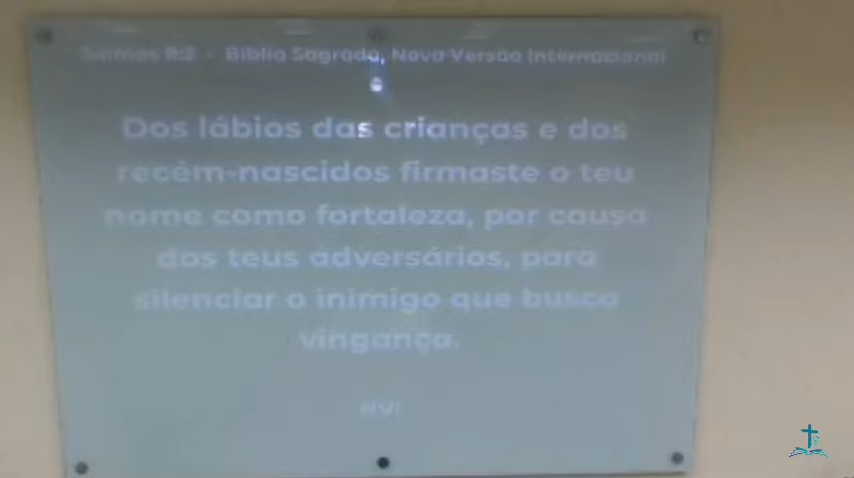 Salmos 8:2 - Bíblia Sagrada, Nova Versão Internacional
Dos lábios das crianças e dos
recém-nascidos firmaste o teu
nome como fortaleza, por causa
dos teus adversários, para
silenciar o inimigo que busca
vingança.
NVI